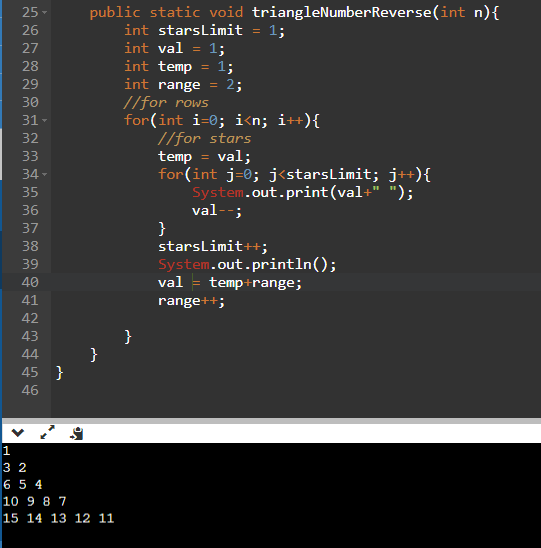 25 public static void triangleNumberReverse(int n){
26 int starsLimit = 1;
27 int val = 1;
28 int temp = 1;
29 int range = 2;
30 //for rows
31 for(int i=0; i<n; i++){
32 //for stars
33 temp = val;
34 for(int j=0; j<starsLimit; j++){
35 System.out.print(val+" ");
36 val--;
37 }
38 starsLimit++;
39 System.out.println();
40 val = temp+range;
41 range++;
42
43 }
44 }
45 }
46
1
3 2
6 5 4
10 9 8 7
15 14 13 12 11